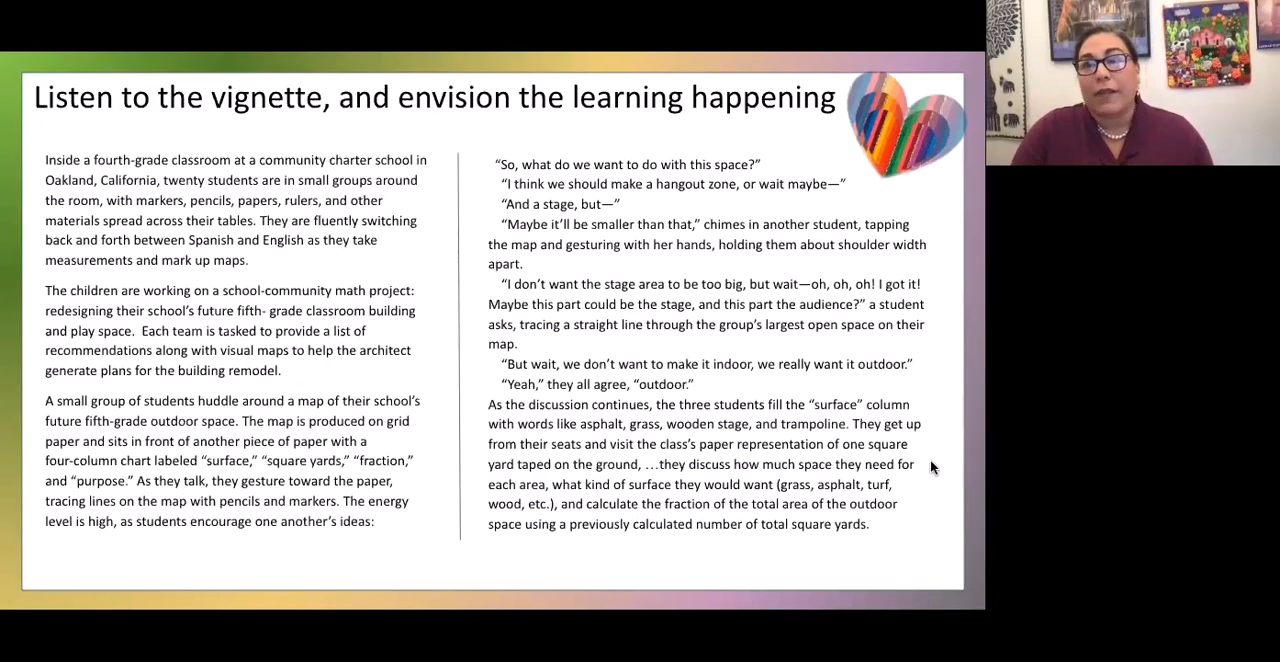 Listen to the vignette, and envision the learning happening
Inside a fourth-grade classroom at a community charter school in
Oakland, California, twenty students are in small groups around
the room, with markers, pencils, papers, rulers, and other
materials spread across their tables. They are fluently switching
back and forth between Spanish and English as they take
measurements and mark up maps.
The children are working on a school-community math project:
redesigning their school’s future fifth- grade classroom building
and play space.  Each team is tasked to provide a list of
recommendations along with visual maps to help the architect
generate plans for the building remodel.
A small group of students huddle around a map of their school’s
future fifth-grade outdoor space. The map is produced on grid
paper and sits in front of another piece of paper with a
four-column chart labeled “surface,” “square yards,” “fraction,”
and “purpose.” As they talk, they gesture toward the paper,
tracing lines on the map with pencils and markers. The energy
level is high, as students encourage one another’s ideas:
“So, what do we want to do with this space?”
“I think we should make a hangout zone, or wait maybe—”
“And a stage, but—”
“Maybe it’ll be smaller than that,” chimes in another student, tapping
the map and gesturing with her hands, holding them about shoulder width
apart.
“I don’t want the stage area to be too big, but wait—oh, oh, oh! I got it!
Maybe this part could be the stage, and this part the audience?” a student
asks, tracing a straight line through the group’s largest open space on their
map.
“But wait, we don’t want to make it indoor, we really want it outdoor.”
“Yeah,” they all agree, “outdoor.”
As the discussion continues, the three students fill the “surface” column
with words like asphalt, grass, wooden stage, and trampoline. They get up
from their seats and visit the class’s paper representation of one square
yard taped on the ground, …they discuss how much space they need for
each area, what kind of surface they would want (grass, asphalt, turf,
wood, etc.), and calculate the fraction of the total area of the outdoor
space using a previously calculated number of total square yards.